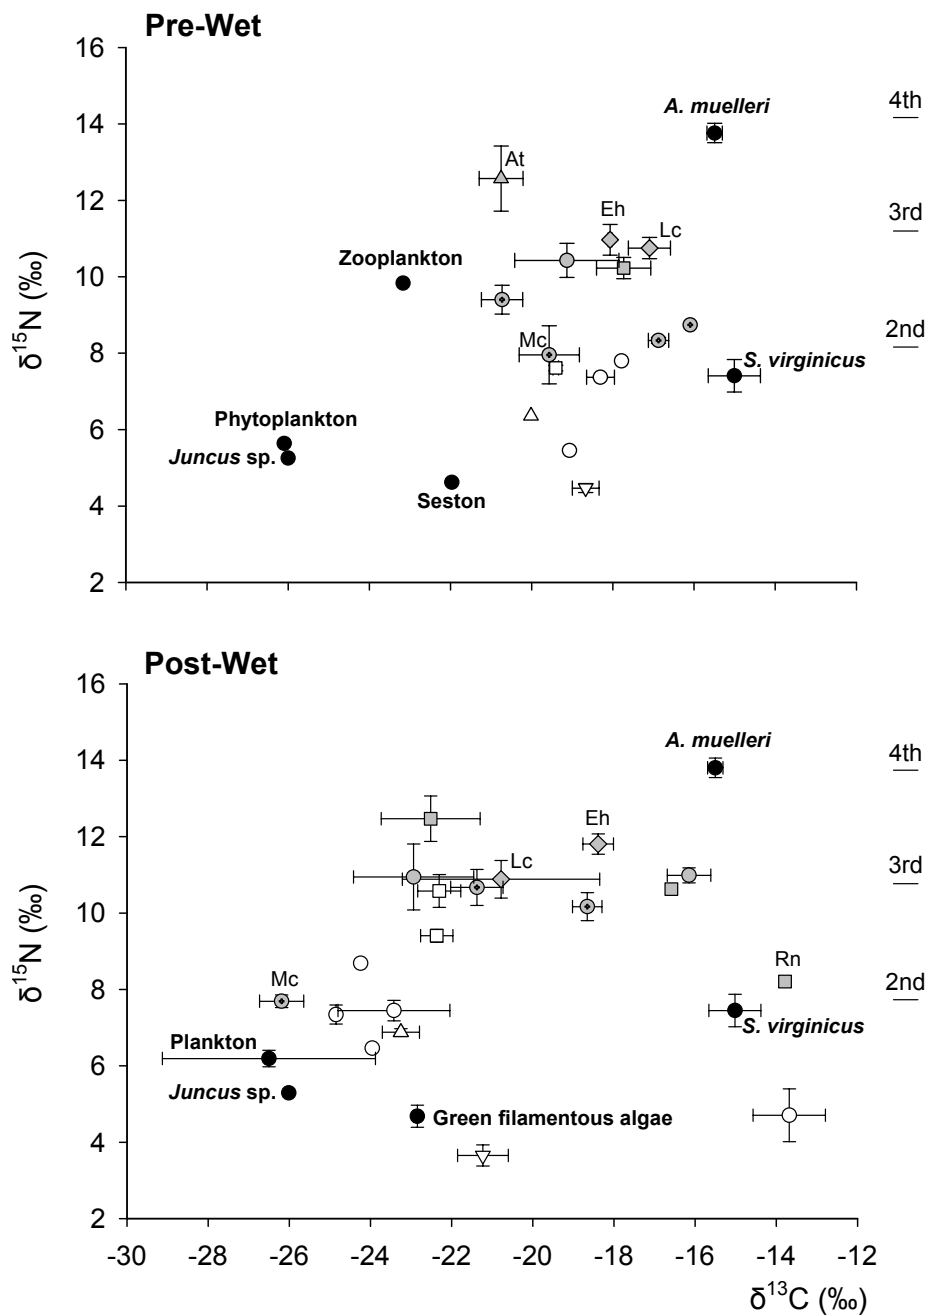 Pre-Wet
16
14
12
10
8
6
4
2
δ15N (‰)
A. muelleri
4th
At
Eh
3rd
Lc
Zooplankton
Mc
2nd
S. virginicus
Phytoplankton
Juncus sp.
Seston
Post-Wet
16
14
12
10
8
6
4
2
δ15N (‰)
A. muelleri
4th
Eh
Lc
3rd
Mc
Rn
2nd
S. virginicus
Plankton
Juncus sp.
Green filamentous algae
-30 -28 -26 -24 -22 -20 -18 -16 -14 -12
δ13C (‰)